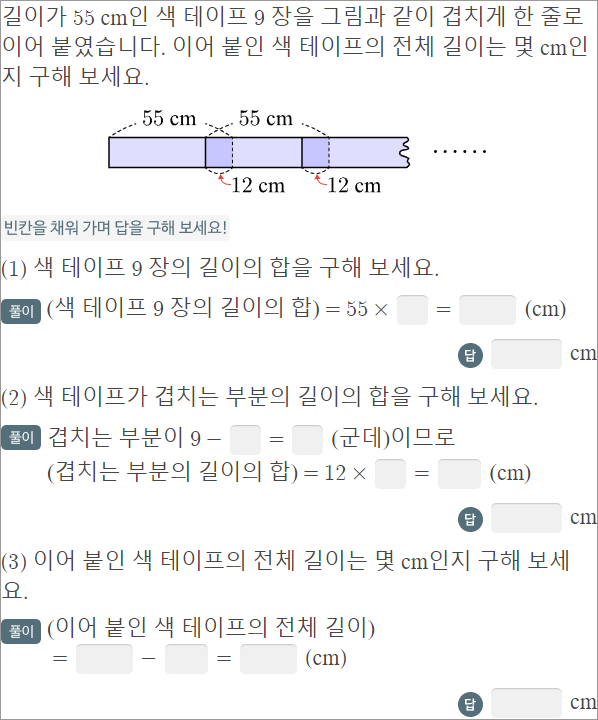 길이가 55 cm인 색 테이프 9 장을 그림과 같이 겹치게 한 줄로
이어 붙였습니다. 이어 붙인 색 테이프의 전체 길이는 몇 cm인
지 구해 보세요.
55 cm 55 cm
······
12 cm 12 cm
빈칸을 채워 가며 답을 구해 보세요!
(1) 색 테이프 9 장의 길이의 합을 구해 보세요.
풀이 (색 테이프 9 장의 길이의 합) = 55 × = (cm)
답 cm
(2) 색 테이프가 겹치는 부분의 길이의 합을 구해 보세요.
풀이 겹치는 부분이 9 − = (군데)이므로
(겹치는 부분의 길이의 합) = 12 × = (cm)
답 cm
(3) 이어 붙인 색 테이프의 전체 길이는 몇 cm인지 구해 보세
요.
풀이 (이어 붙인 색 테이프의 전체 길이)
= − = (cm)
답 cm